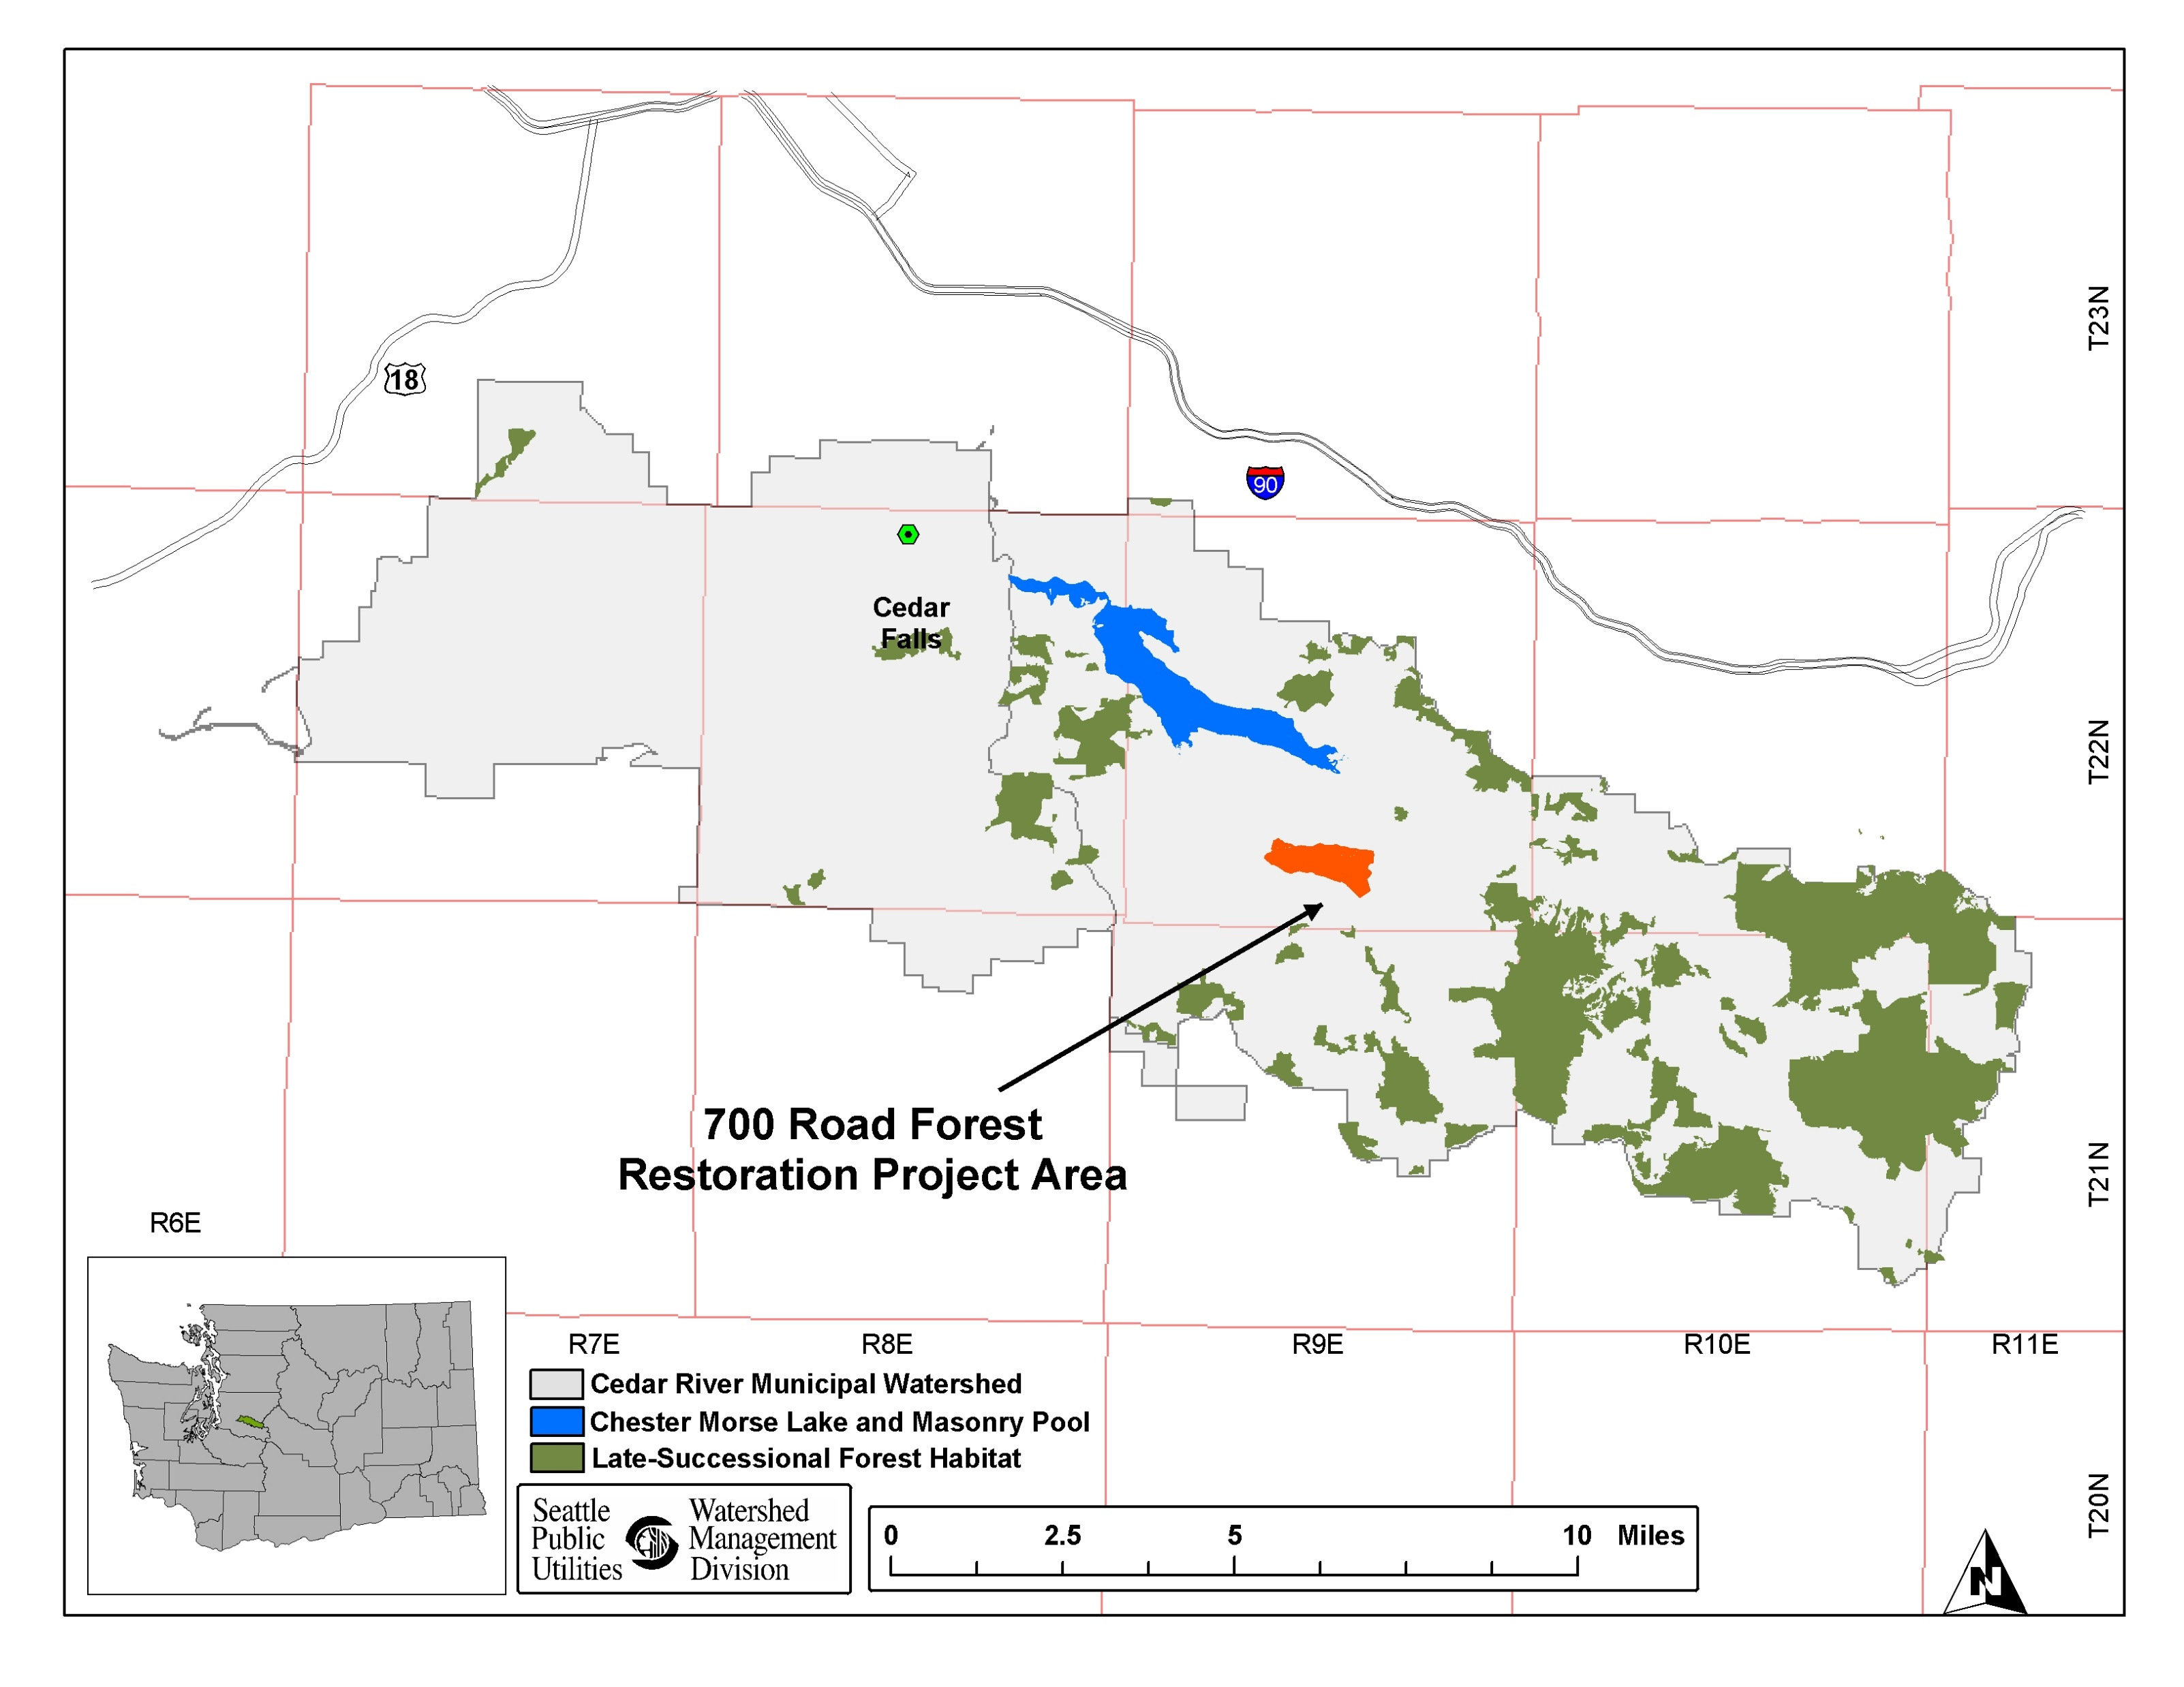 T23N
18
90
Cedar
Falls
T22N
700 Road Forest
Restoration Project Area
T21N
R6E
R7E
R8E
R9E
R10E
R11E
Cedar River Municipal Watershed
Chester Morse Lake and Masonry Pool
Late-Successional Forest Habitat
Seattle
Public
Utilities
Watershed
Management
Division
0 2.5 5 10 Miles
T20N
N